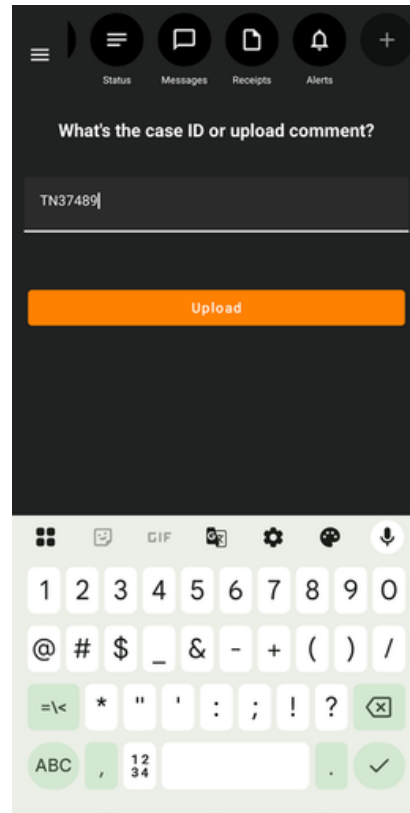 Status Messages Receipts Alerts
What's the case ID or upload comment?
TN37489
Upload
GIF
1 2 3 4 5 6 7 8 9 0
@ # $ _ & - + ( ) /
=\< * " ' : ; ! ?
ABC , 12 .
34